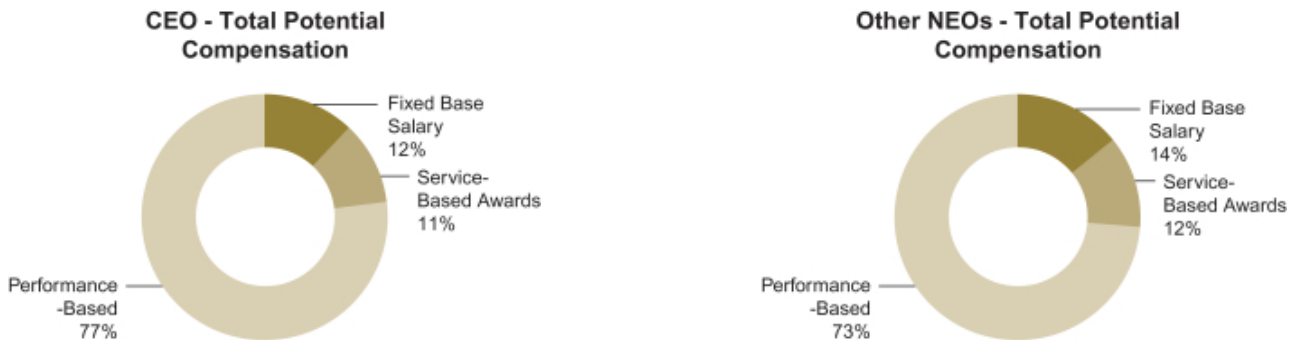 CEO - Total Potential
Compensation
Fixed Base
Salary
12%
Service-
Based Awards
11%
Performance
-Based
77%
Other NEOs - Total Potential
Compensation
Fixed Base
Salary
14%
Service-
Based Awards
12%
Performance
-Based
73%